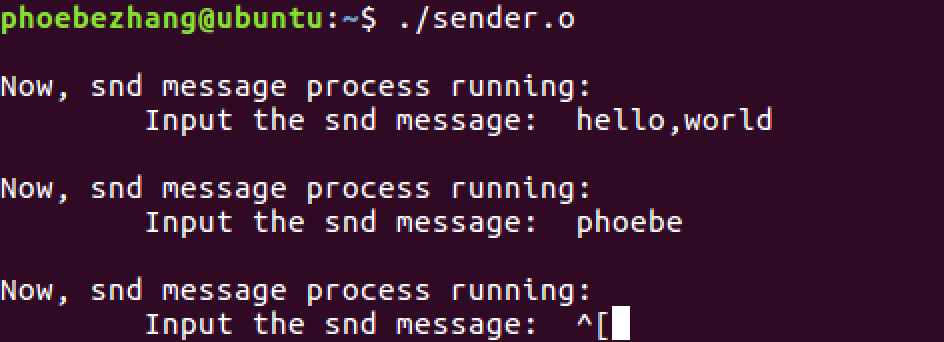 phoebezhang@ubuntu:~$ ./sender.o
Now, snd message process running:
Input the snd message:  hello,world
Now, snd message process running:
Input the snd message:  phoebe
Now, snd message process running:
Input the snd message:  ^[